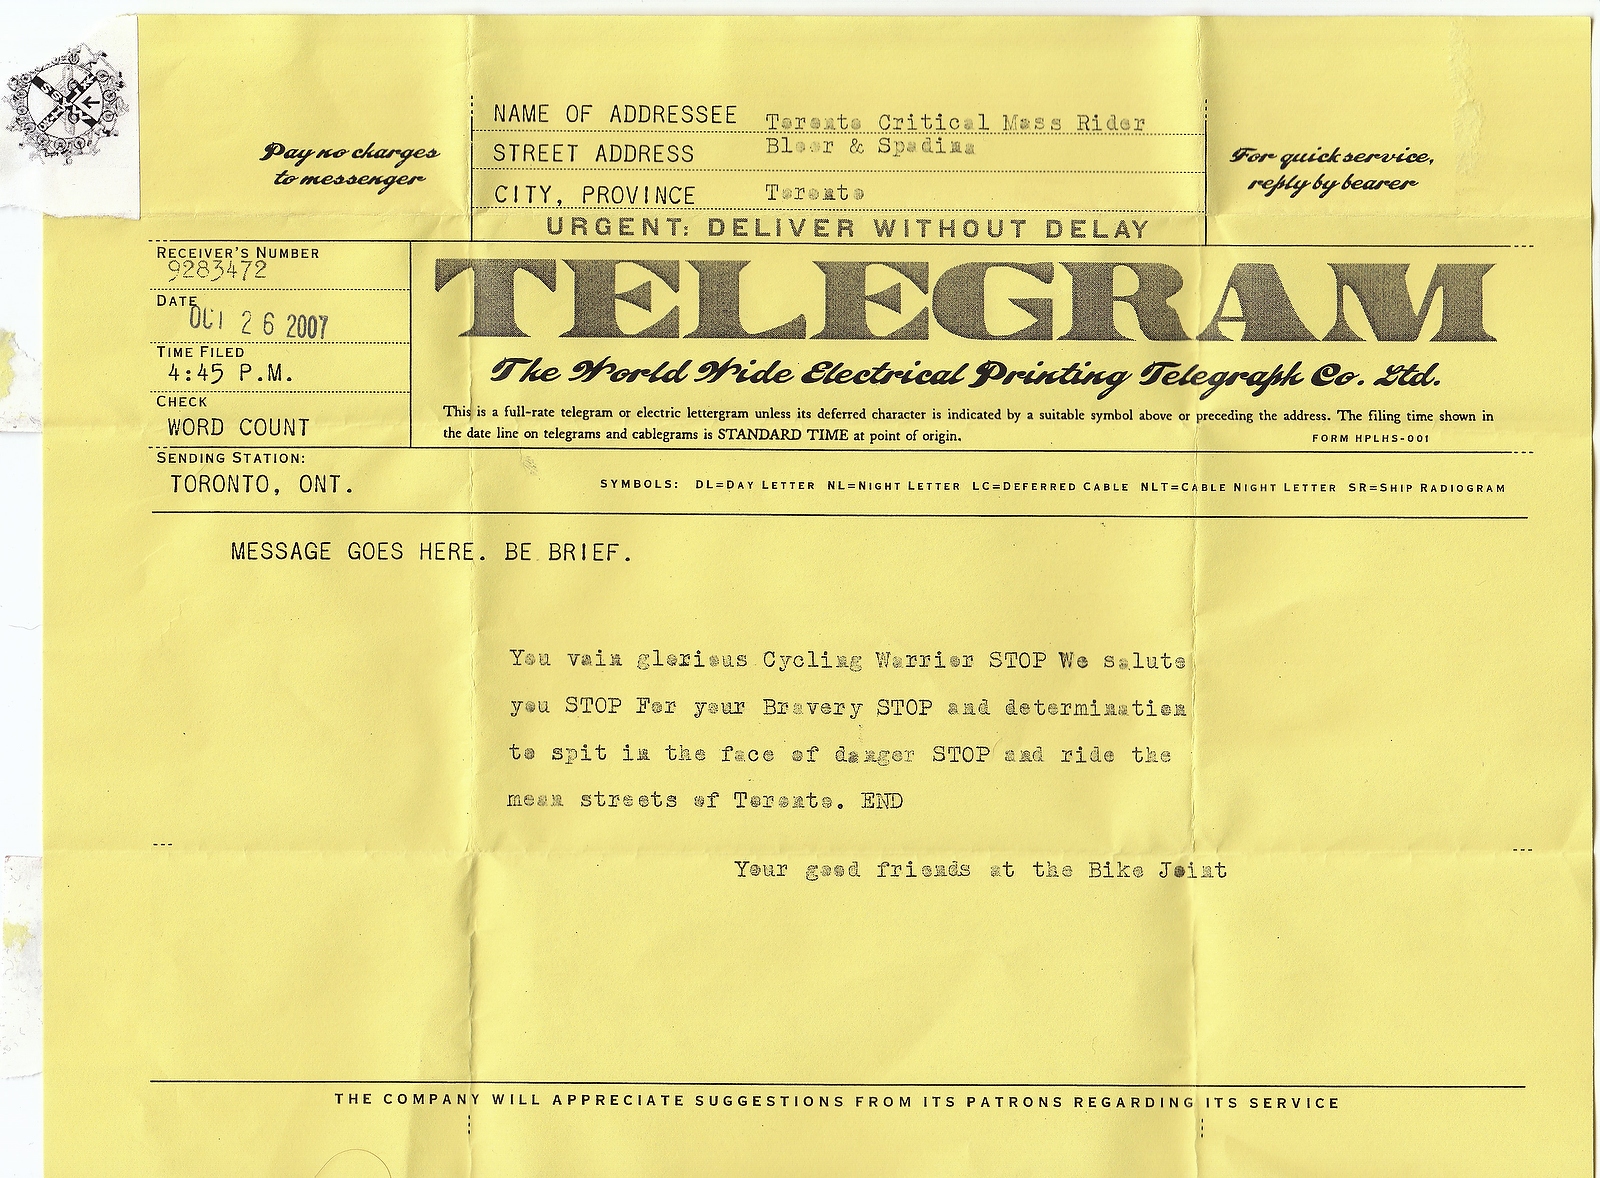 NAME OF ADDRESSEE Toronto Critical Mass Rider
STREET ADDRESS Bloor & Spadina
CITY, PROVINCE Toronto
Pay no charges
to messenger
For quick service,
reply by bearer
URGENT: DELIVER WITHOUT DELAY
RECEIVER'S NUMBER
9283472
DATE
OCT 26 2007
TIME FILED
4:45 P.M.
CHECK
WORD COUNT
SENDING STATION:
TORONTO, ONT.
TELEGRAM
The World Wide Electrical Printing Telegraph Co. Ltd.
This is a full-rate telegram or electric lettergram unless its deferred character is indicated by a suitable symbol above or preceding the address. The filing time shown in
the date line on telegrams and cablegrams is STANDARD TIME at point of origin.
FORM HPLHS-001
SYMBOLS: DL=DAY LETTER NL=NIGHT LETTER LC=DEFERRED CABLE NLT=CABLE NIGHT LETTER SR=SHIP RADIOGRAM
MESSAGE GOES HERE. BE BRIEF.
You vain glorious Cycling Warrior STOP We salute
you STOP For your Bravery STOP and determination
to spit in the face of danger STOP and ride the
mean streets of Toronto. END
Your good friends at the Bike Joint
THE COMPANY WILL APPRECIATE SUGGESTIONS FROM ITS PATRONS REGARDING ITS SERVICE